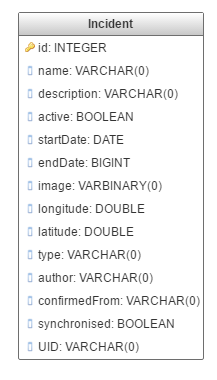 Incident
id: INTEGER
name: VARCHAR(0)
description: VARCHAR(0)
active: BOOLEAN
startDate: DATE
endDate: BIGINT
image: VARBINARY(0)
longitude: DOUBLE
latitude: DOUBLE
type: VARCHAR(0)
author: VARCHAR(0)
confirmedFrom: VARCHAR(0)
synchronised: BOOLEAN
UID: VARCHAR(0)